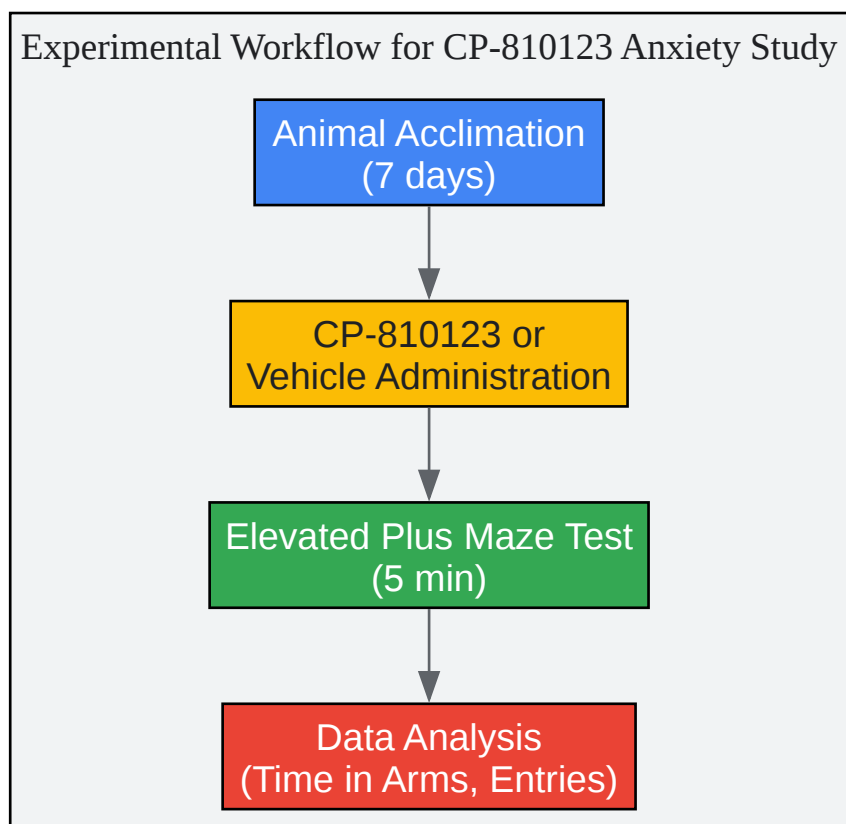 Experimental Workflow for CP-810123 Anxiety Study
Animal Acclimation
(7 days)
CP-810123 or
Vehicle Administration
Elevated Plus Maze Test
(5 min)
Data Analysis
(Time in Arms, Entries)